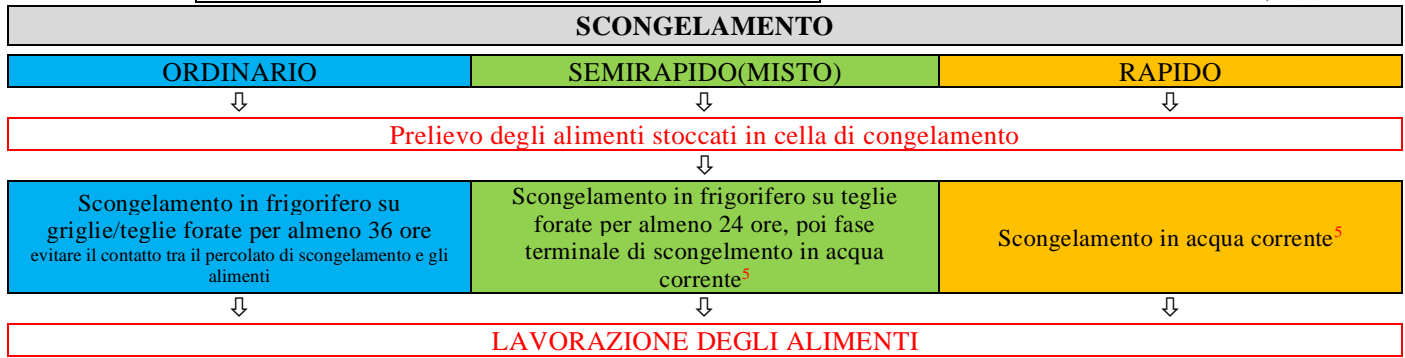 SCONGELAMENTO
ORDINARIO
SEMIRAPIDO(MISTO)
RAPIDO
⇩ ⇩ ⇩
Prelievo degli alimenti stoccati in cella di congelamento
⇩
Scongelamento in frigorifero su
griglie/teglie forate per almeno 36 ore
evitare il contatto tra il percolato di scongelamento e gli
alimenti
Scongelamento in frigorifero su teglie
forate per almeno 24 ore, poi fase
terminale di scongelmento in acqua
corrente⁵
Scongelamento in acqua corrente⁵
⇩ ⇩ ⇩
LAVORAZIONE DEGLI ALIMENTI